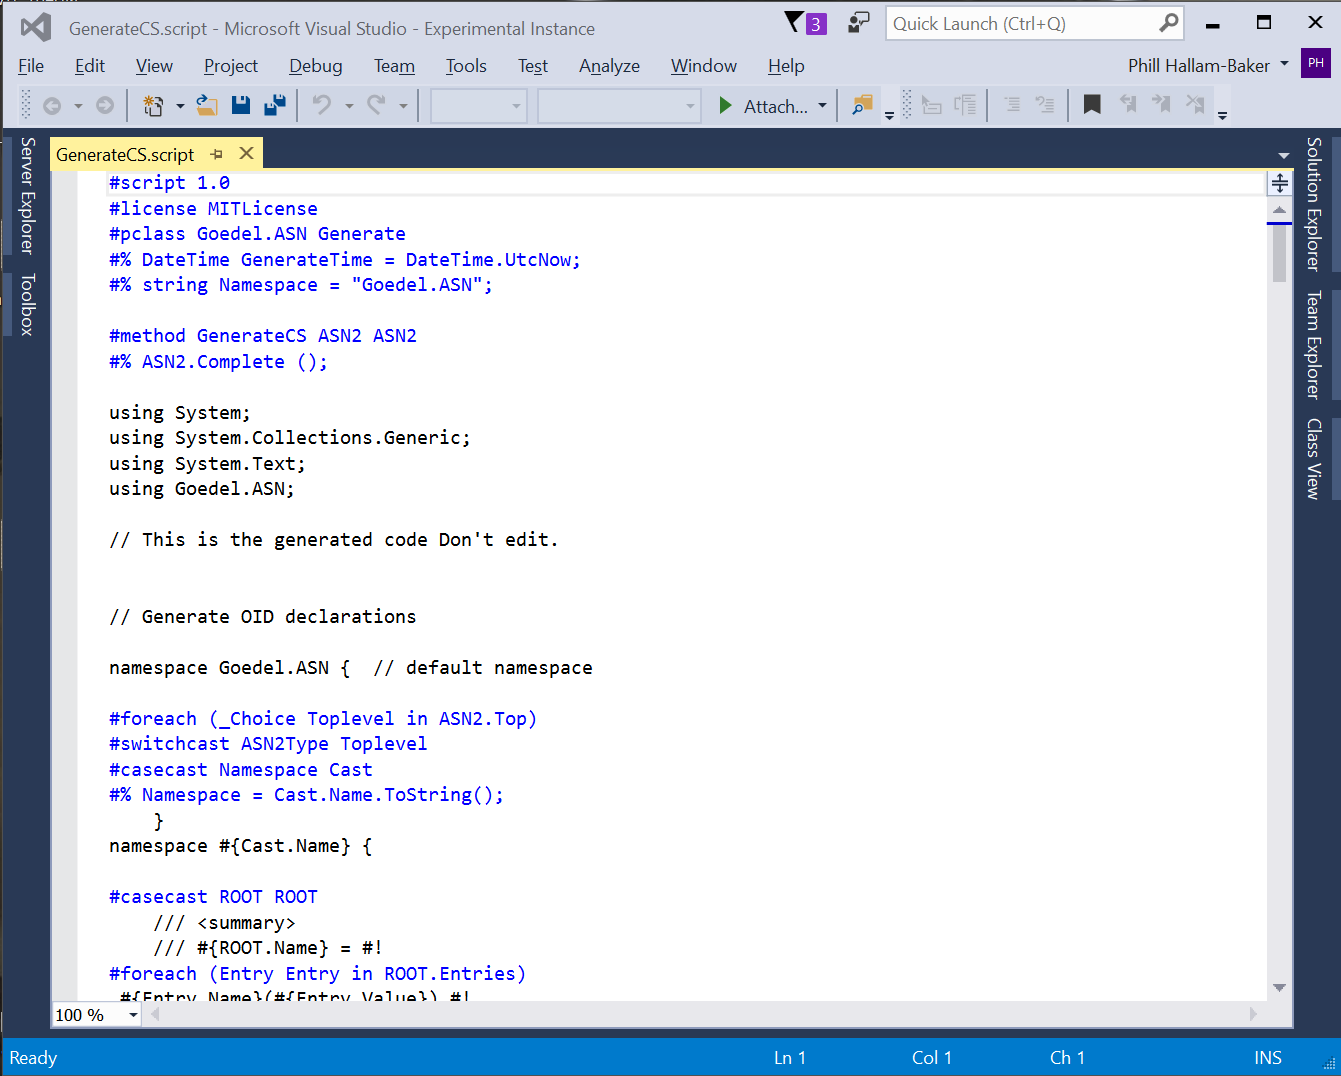 GenerateCS.script - Microsoft Visual Studio - Experimental Instance
3
Quick Launch (Ctrl+Q)
File Edit View Project Debug Team Tools Test Analyze Window Help
Phill Hallam-Baker
PH
Attach...
Server Explorer
Toolbox
GenerateCS.script
#script 1.0
#license MITLicense
#pclass Goedel.ASN Generate
#% DateTime GenerateTime = DateTime.UtcNow;
#% string Namespace = "Goedel.ASN";
#method GenerateCS ASN2 ASN2
#% ASN2.Complete ();
using System;
using System.Collections.Generic;
using System.Text;
using Goedel.ASN;
// This is the generated code Don't edit.
// Generate OID declarations
namespace Goedel.ASN {  // default namespace
#foreach (_Choice Toplevel in ASN2.Top)
#switchcast ASN2Type Toplevel
#casecast Namespace Cast
#% Namespace = Cast.Name.ToString();
}
namespace #{Cast.Name} {
#casecast ROOT ROOT
/// <summary>
/// #{ROOT.Name} = #!
#foreach (Entry Entry in ROOT.Entries)
#{Entry.Name}(#{Entry.Value}) #!
Solution Explorer
Team Explorer
Class View
100 %
Ready
Ln 1
Col 1
Ch 1
INS